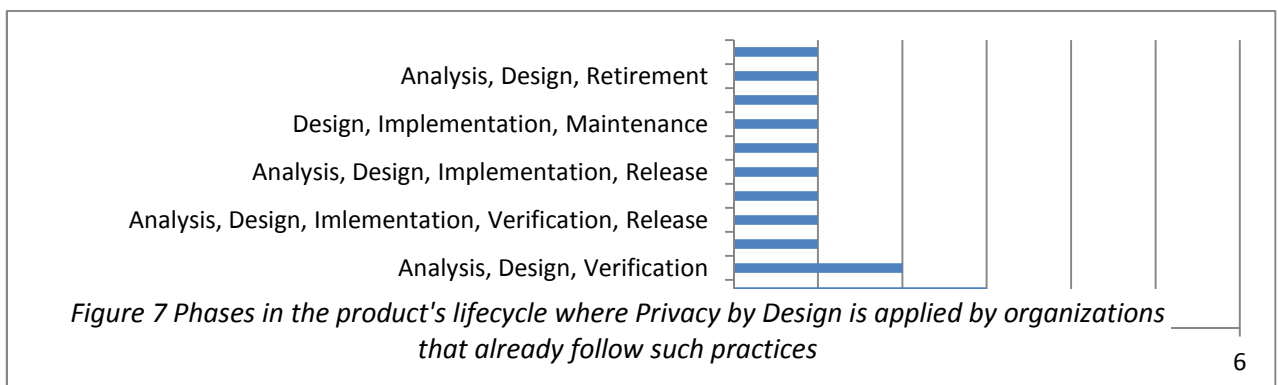 Analysis, Design, Retirement
Design, Implementation, Maintenance
Analysis, Design, Implementation, Release
Analysis, Design, Imlementation, Verification, Release
Analysis, Design, Verification
Figure 7 Phases in the product's lifecycle where Privacy by Design is applied by organizations
that already follow such practices
6